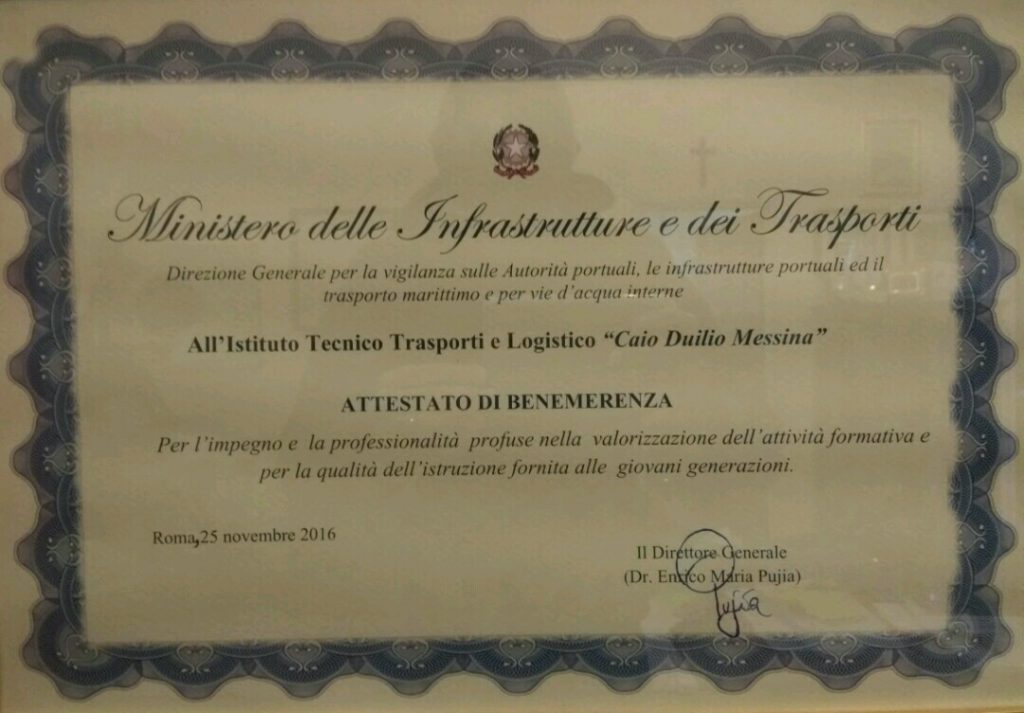 Ministero delle Infrastrutture e dei Trasporti
Direzione Generale per la vigilanza sulle Autorità portuali, le infrastrutture portuali ed il
trasporto marittimo e per vie d'acqua interne
All'Istituto Tecnico Trasporti e Logistico “Caio Duilio Messina”
ATTESTATO DI BENEMERENZA
Per l'impegno e la professionalità profuse nella valorizzazione dell'attività formativa e
per la qualità dell'istruzione fornita alle giovani generazioni.
Roma, 25 novembre 2016
Il Direttore Generale
(Dr. Enrico Maria Pujia)
Pujia